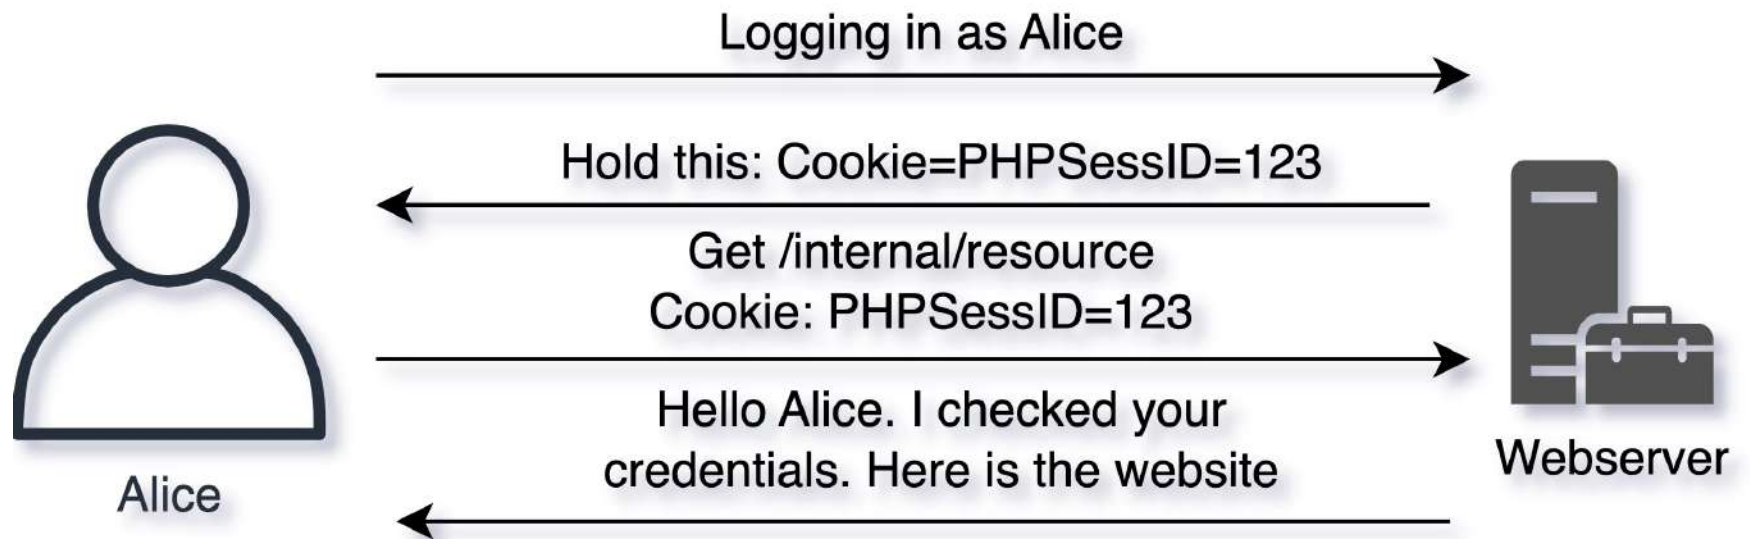 Logging in as Alice
Hold this: Cookie=PHPSessID=123
Get /internal/resource
Cookie: PHPSessID=123
Hello Alice. I checked your
credentials. Here is the website
Webserver
Alice